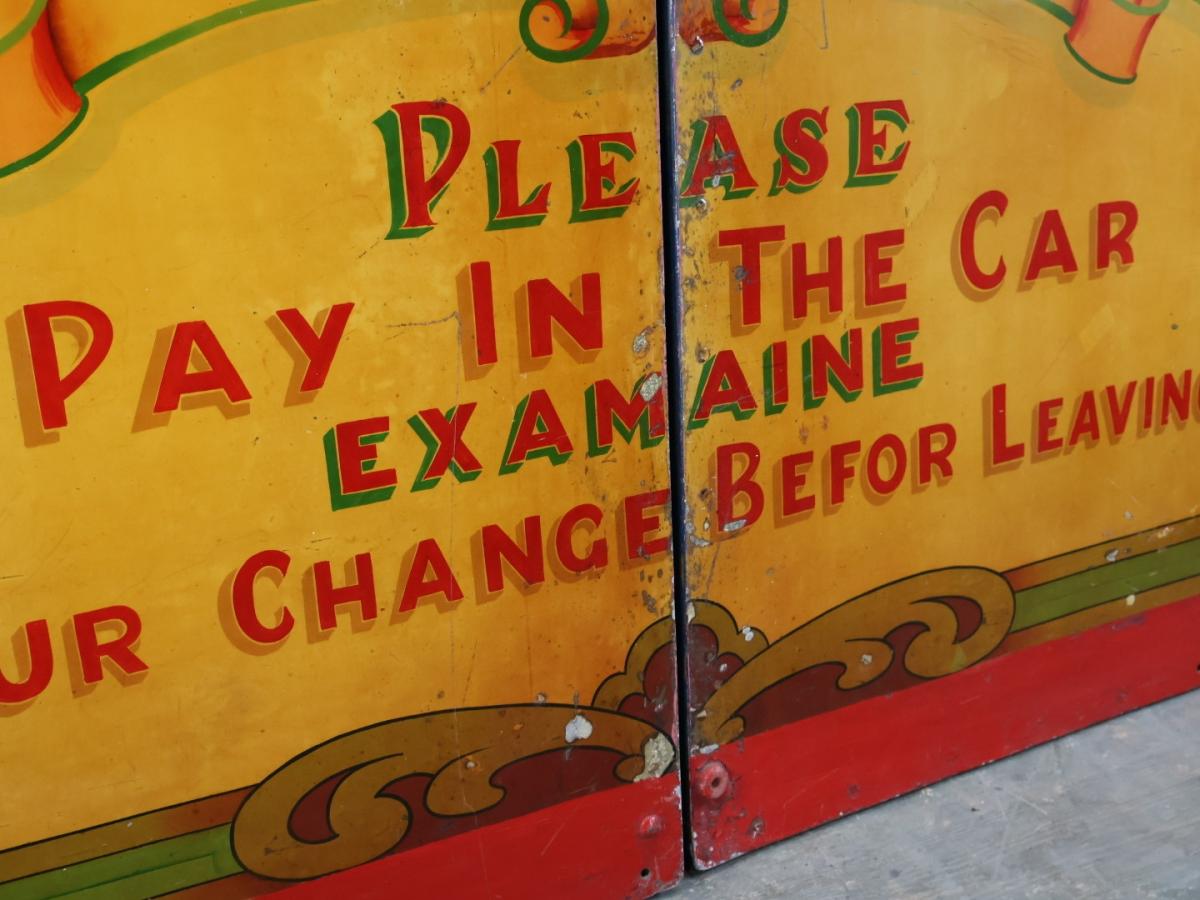 PLEASE
PAY IN THE CAR
EXAMAINE
UR CHANGE BEFOR LEAVING